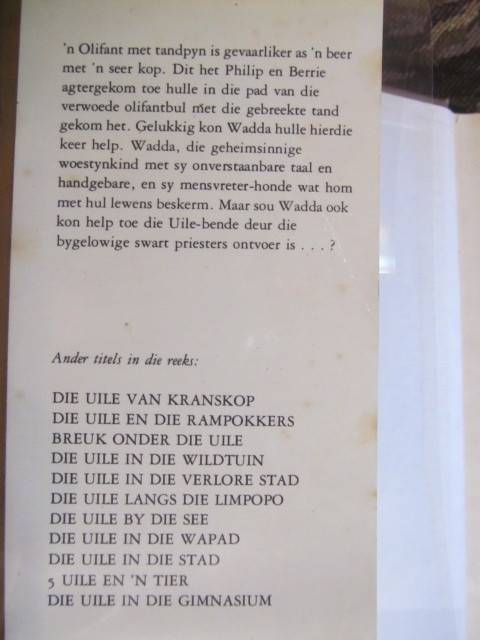 'n Olifant met tandpyn is gevaarliker as 'n beer
met 'n seer kop. Dit het Philip en Berrie
agtergekom toe hulle in die pad van die
verwoede olifantbul met die gebreekte tand
gekom het. Gelukkig kon Wadda hulle hierdie
keer help. Wadda, die geheimsinnige
woestynkind met sy onverstaanbare taal en
handgebare, en sy mensvreter-honde wat hom
met hul lewens beskerm. Maar sou Wadda ook
kon help toe die Uile-bende deur die
bygelowige swart priesters ontvoer is . . . ?
Ander titels in die reeks:
DIE UILE VAN KRANSKOP
DIE UILE EN DIE RAMPOKKERS
BREUK ONDER DIE UILE
DIE UILE IN DIE WILDTUIN
DIE UILE IN DIE VERLORE STAD
DIE UILE LANGS DIE LIMPOPO
DIE UILE BY DIE SEE
DIE UILE IN DIE WAPAD
DIE UILE IN DIE STAD
5 UILE EN 'N TIER
DIE UILE IN DIE GIMNASIUM